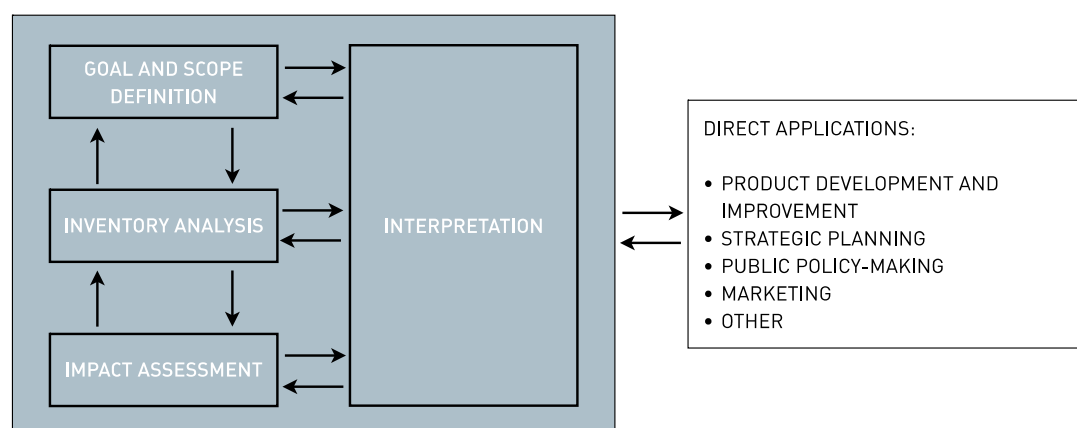 GOAL AND SCOPE
DEFINITION
INVENTORY ANALYSIS
IMPACT ASSESSMENT
INTERPRETATION
DIRECT APPLICATIONS:
• PRODUCT DEVELOPMENT AND
IMPROVEMENT
• STRATEGIC PLANNING
• PUBLIC POLICY-MAKING
• MARKETING
• OTHER